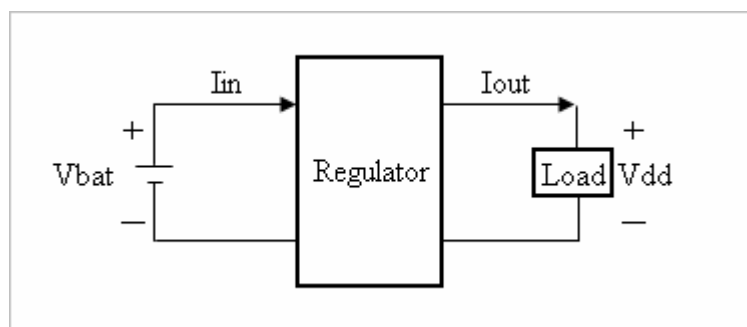 Iin
Iout
+
+
Vbat
Regulator
Load
Vdd
–
–